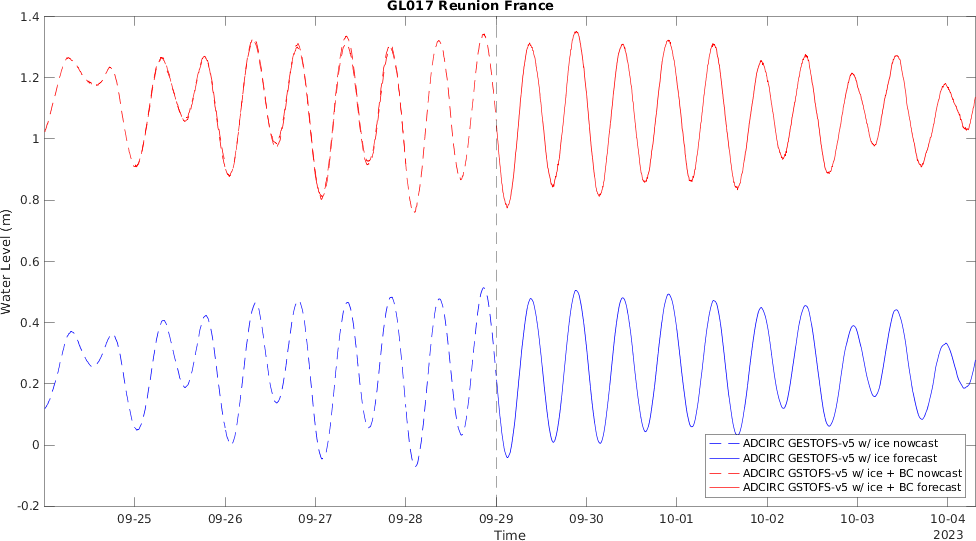 GL017 Reunion France
1.4
1.2
1
0.8
0.6
0.4
0.2
0
-0.2
Water Level (m)
ADCIRC GESTOFS-v5 w/ ice nowcast
ADCIRC GESTOFS-v5 w/ ice forecast
ADCIRC GSTOFS-v5 w/ ice + BC nowcast
ADCIRC GSTOFS-v5 w/ ice + BC forecast
09-25 09-26 09-27 09-28 09-29 09-30 10-01 10-02 10-03 10-04
2023
Time